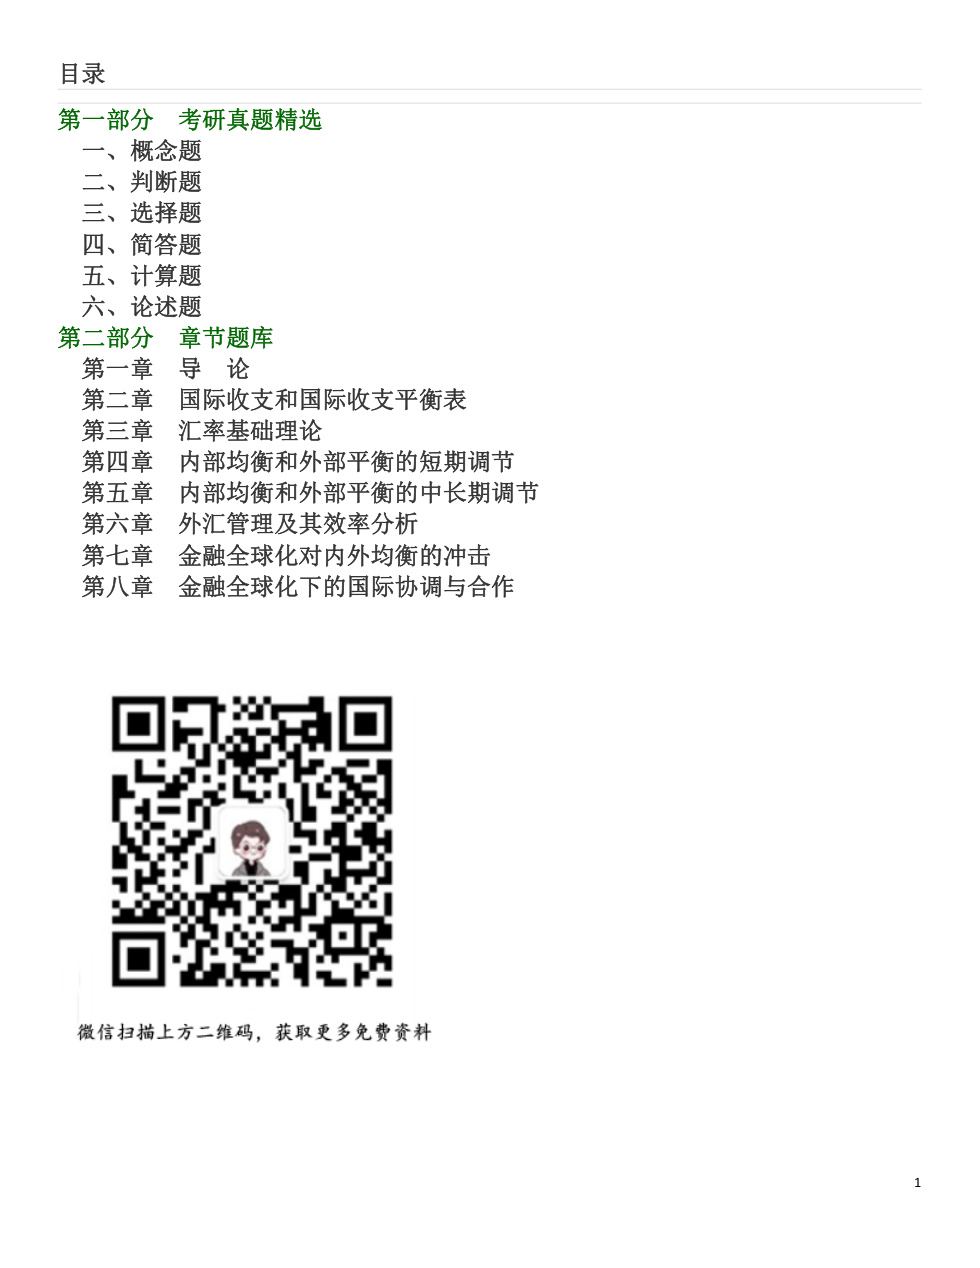 目录
第一部分　考研真题精选
一、概念题
二、判断题
三、选择题
四、简答题
五、计算题
六、论述题
第二部分　章节题库
第一章　导　论
第二章　国际收支和国际收支平衡表
第三章　汇率基础理论
第四章　内部均衡和外部平衡的短期调节
第五章　内部均衡和外部平衡的中长期调节
第六章　外汇管理及其效率分析
第七章　金融全球化对内外均衡的冲击
第八章　金融全球化下的国际协调与合作
微信扫描上方二维码，获取更多免费资料
1